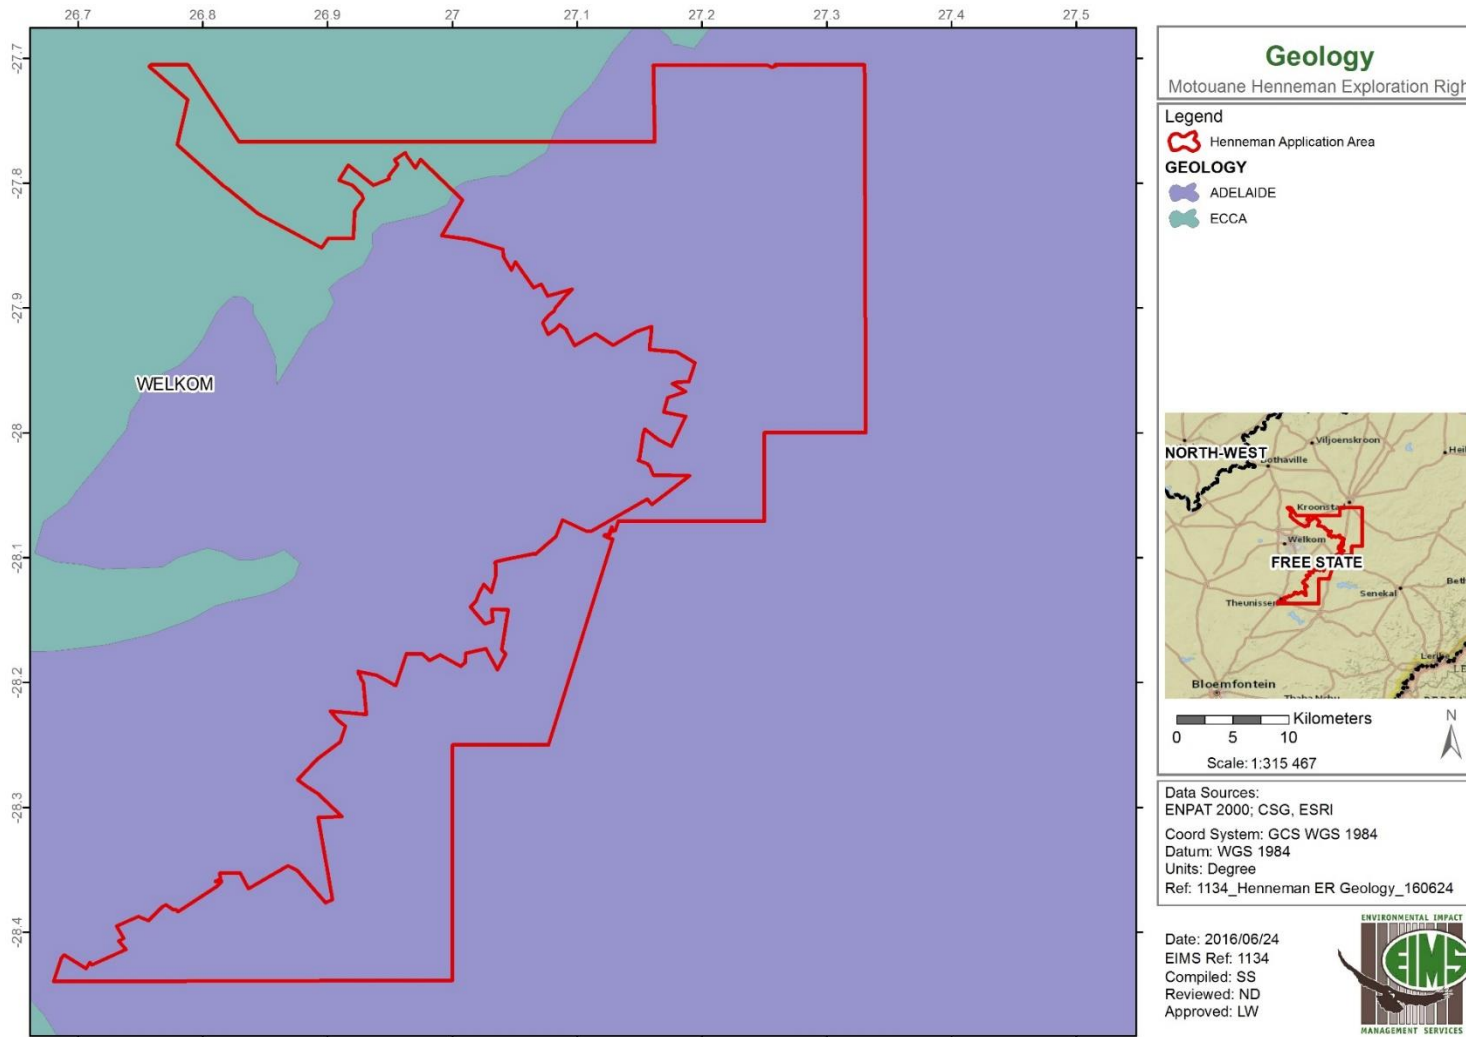 26.7 26.8 26.9 27 27.1 27.2 27.3 27.4 27.5
-27.7
-27.8
-27.9
-28
-28.1
-28.2
-28.3
-28.4
WELKOM
Geology
Motouane Henneman Exploration Righ
Legend
Henneman Application Area
GEOLOGY
ADELAIDE
ECCA
NORTH-WEST
Viljoenskroon
Heil
Kroonstad
Welkom
FREE STATE
Theunissen
Senekal
Beth
Bloemfontein
Kilometers
0 5 10
N
Scale: 1:315 467
Data Sources:
ENPAT 2000; CSG, ESRI
Coord System: GCS WGS 1984
Datum: WGS 1984
Units: Degree
Ref: 1134_Henneman ER Geology_160624
Date: 2016/06/24
EIMS Ref: 1134
Compiled: SS
Reviewed: ND
Approved: LW
ENVIRONMENTAL IMPACT
EIMS
MANAGEMENT SERVICES